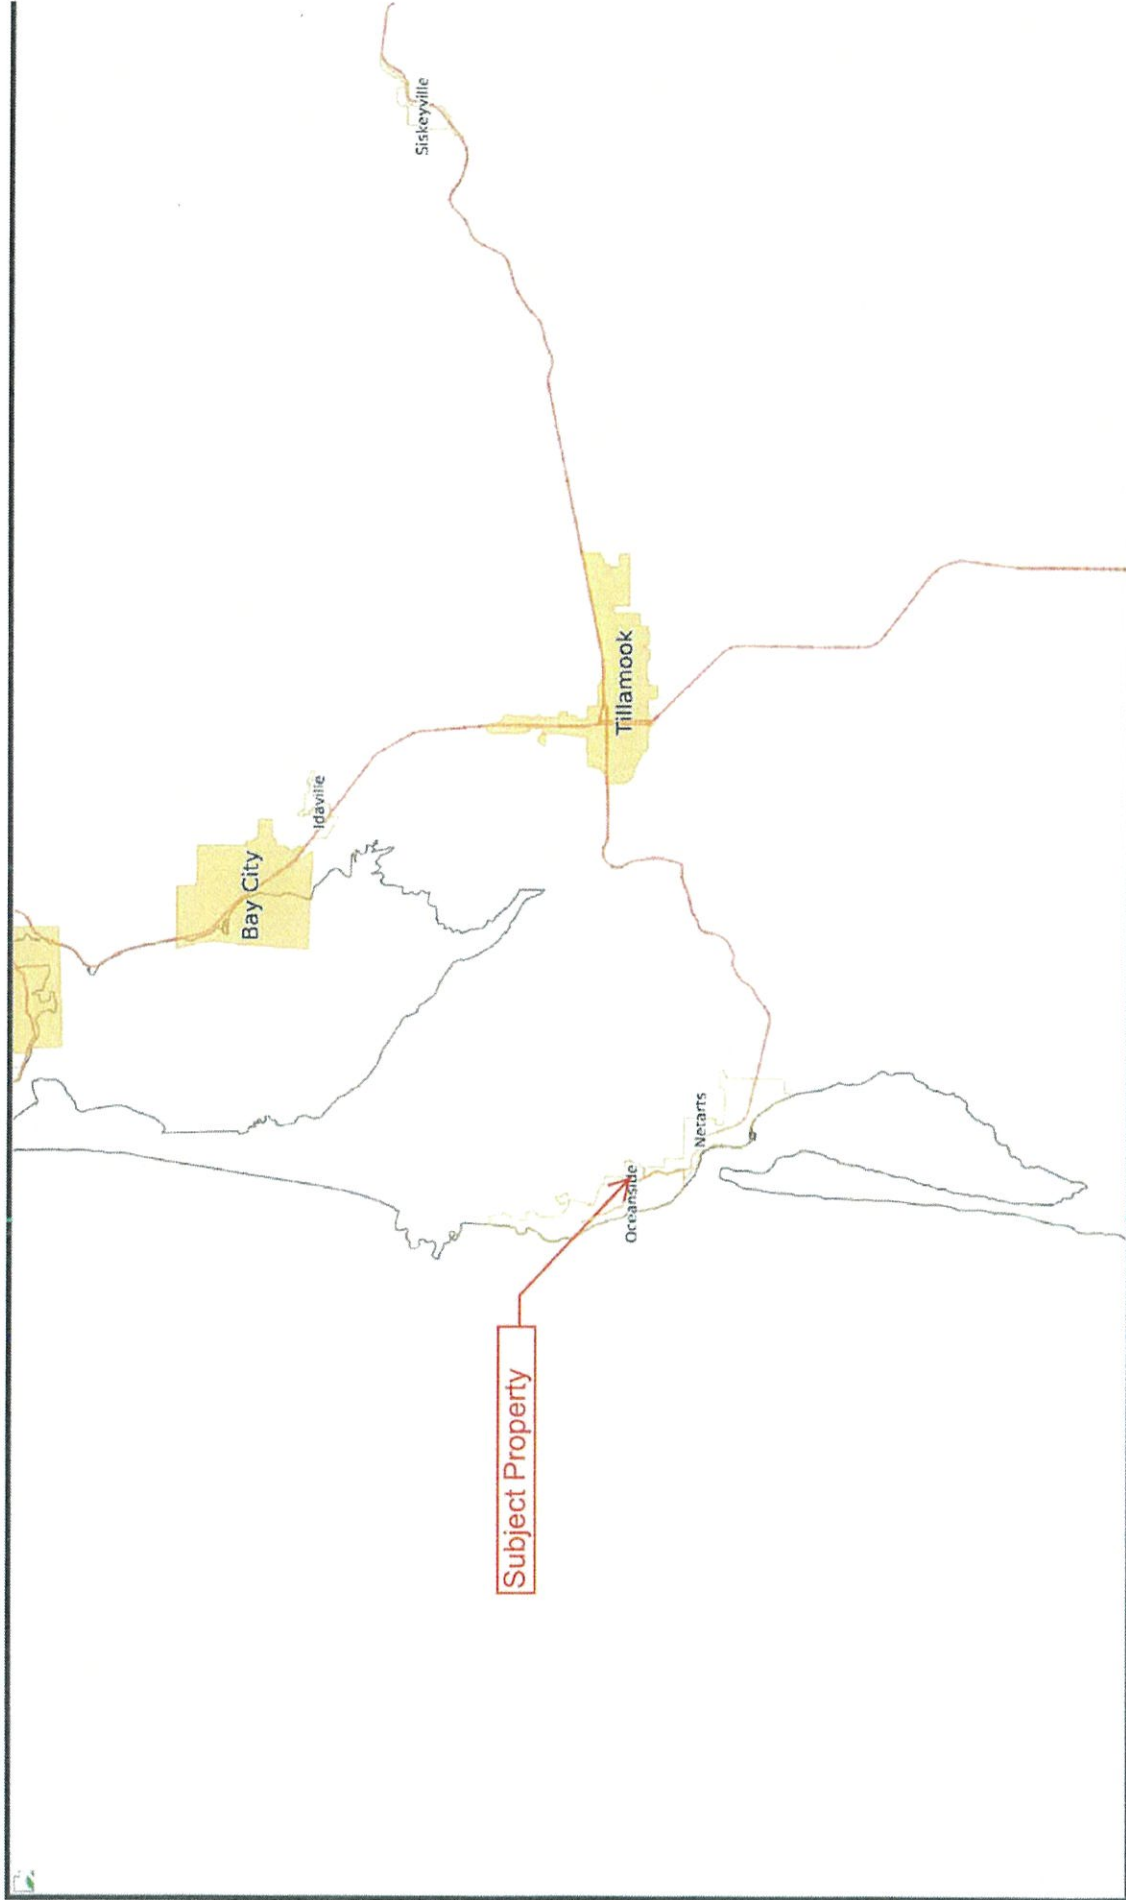 Siskeyville
Idaville
Bay City
Tillamook
Netarts
Oceanside
Subject Property